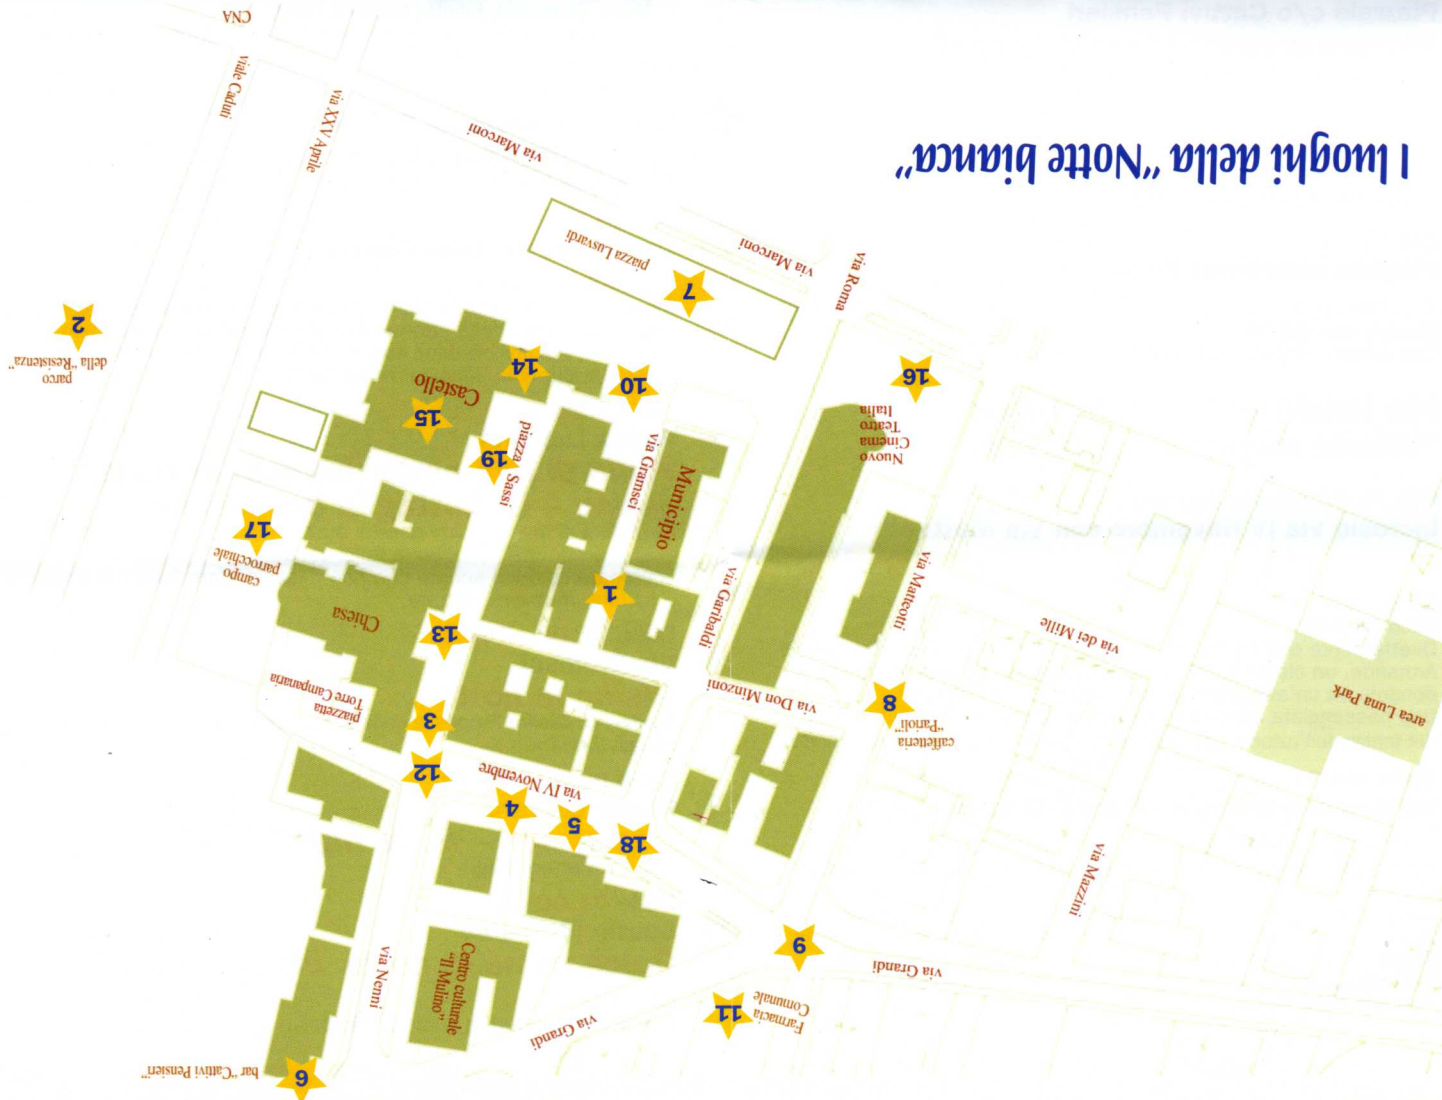 6
bar "Cattivi Pensieri"
via Grandi
11
Farmacia
Comunale
Centro culturale
"Il Mulino"
via Nenni
via Grandi
9
via Mazzini
18
5
4
via IV Novembre
12
3
caffetteria
"Parioli"
8
via Don Minzoni
piazzetta
Torre Campanaria
area Luna Park
via dei Mille
13
Chiesa
1
via Garibaldi
via Matteotti
campo
parocchiale
17
Municipio
via Gramsci
piazza Sassi
19
Nuovo
Cinema
Teatro
Italia
16
15
Castello
10
14
parco
della "Resistenza"
2
7
piazza Lusvardi
via Roma
via Marconi
I luoghi della "Notte bianca"
via Marconi
via XXV Aprile
viale Caduti
CNA